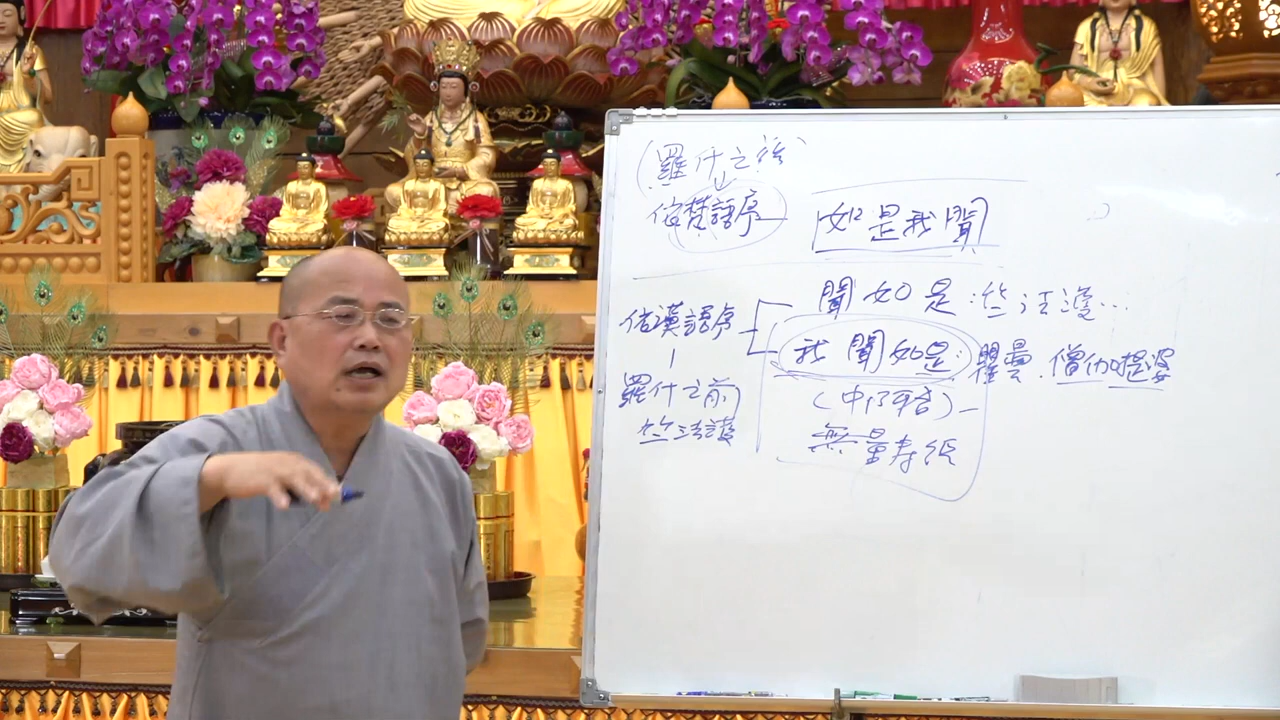 (羅什之後)
依梵語序—如是我聞
聞如是:竺法護…
依漢語序
我聞如是:瞿曇.僧伽提婆
羅什之前
(中阿含)
竺法護
無量寿經